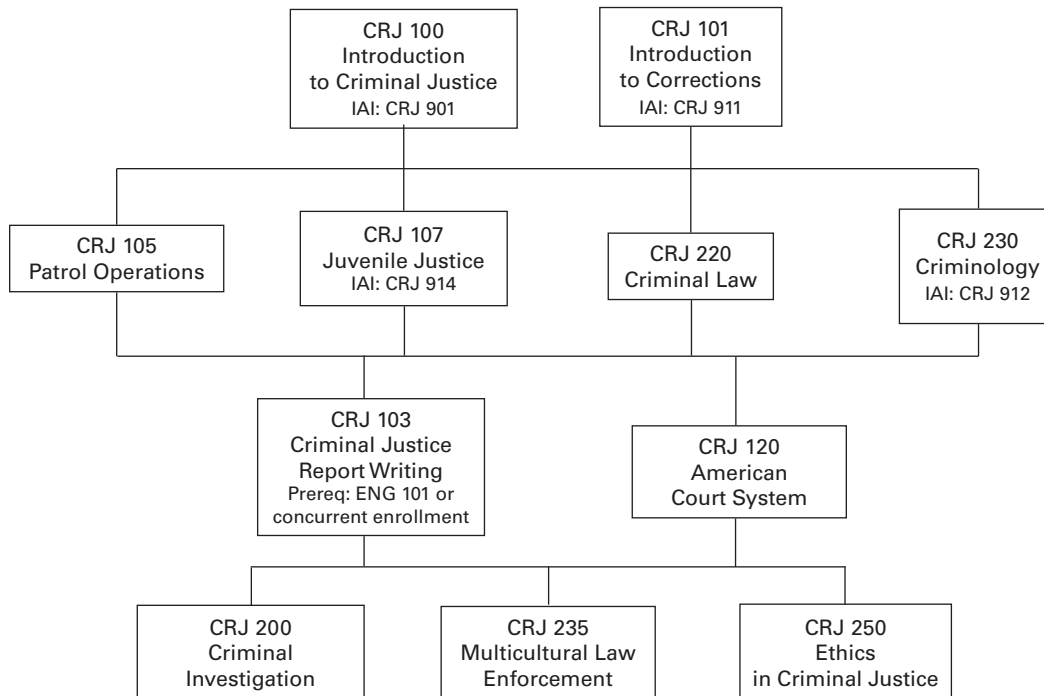 CRJ 100
Introduction
to Criminal Justice
IAI: CRJ 901
CRJ 101
Introduction
to Corrections
IAI: CRJ 911
CRJ 105
Patrol Operations
CRJ 107
Juvenile Justice
IAI: CRJ 914
CRJ 220
Criminal Law
CRJ 230
Criminology
IAI: CRJ 912
CRJ 103
Criminal Justice
Report Writing
Prereq: ENG 101 or
concurrent enrollment
CRJ 120
American
Court System
CRJ 200
Criminal
Investigation
CRJ 235
Multicultural Law
Enforcement
CRJ 250
Ethics
in Criminal Justice